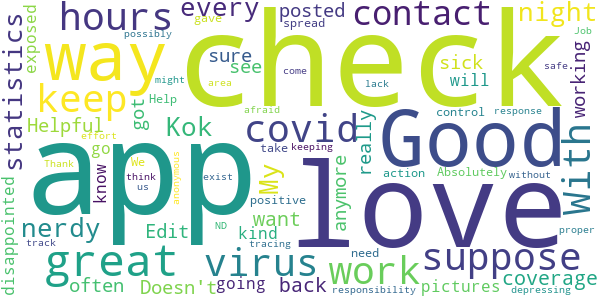 hours every posted contact night
exposed gave spread
possibly
way check
statistics sure see sick will working
might area Help come lack safe. Job
keep got covid Good With
Helpful Kok afraid control response
effort go take keeping really
Thank We My anymore action Absolutely
app love
know think us anonymous exist positive without
disappointed nerdy Edit ND want kind need suppose proper
track tracing
great virus work
often Doesn't going back pictures coverage
responsibility depressing